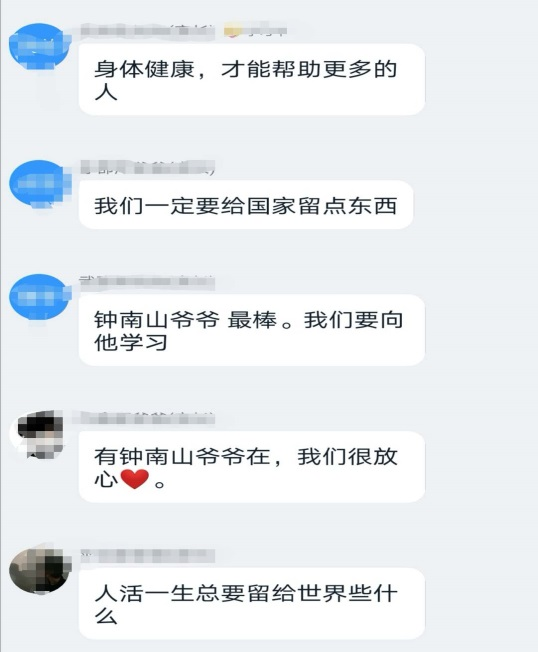 身体健康，才能帮助更多的
人
我们一定要给国家留点东西
钟南山爷爷 最棒。我们要向
他学习
有钟南山爷爷在，我们很放
心❤️。
人活一生总要留给世界些什
么